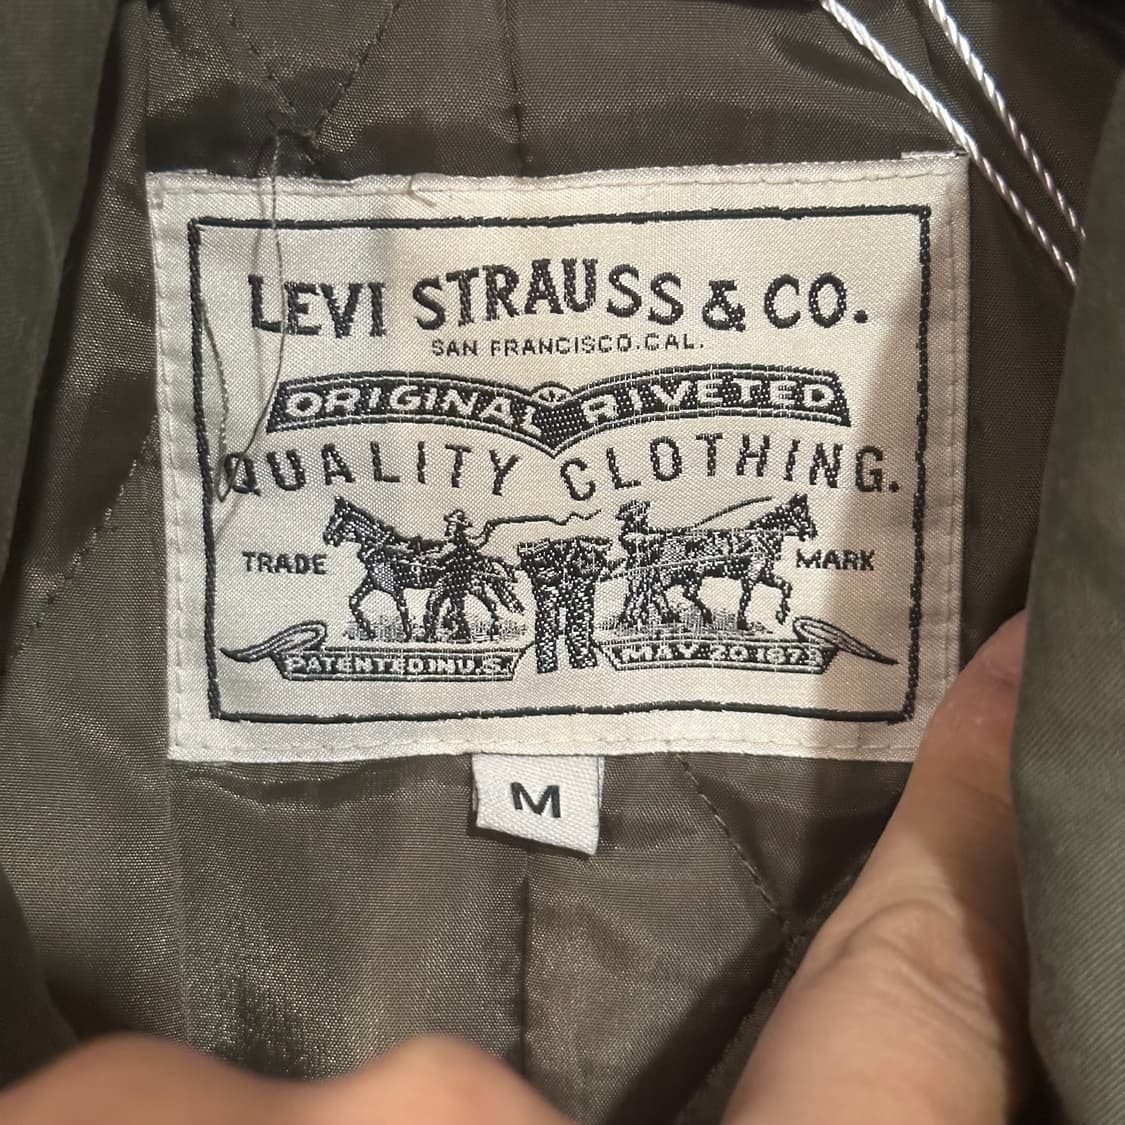 LEVI STRAUSS & CO.
SAN FRANCISCO.CAL.
ORIGINAL RIVETED
QUALITY CLOTHING.
TRADE MARK
PATENTED IN U.S. MAY 20 1873
M